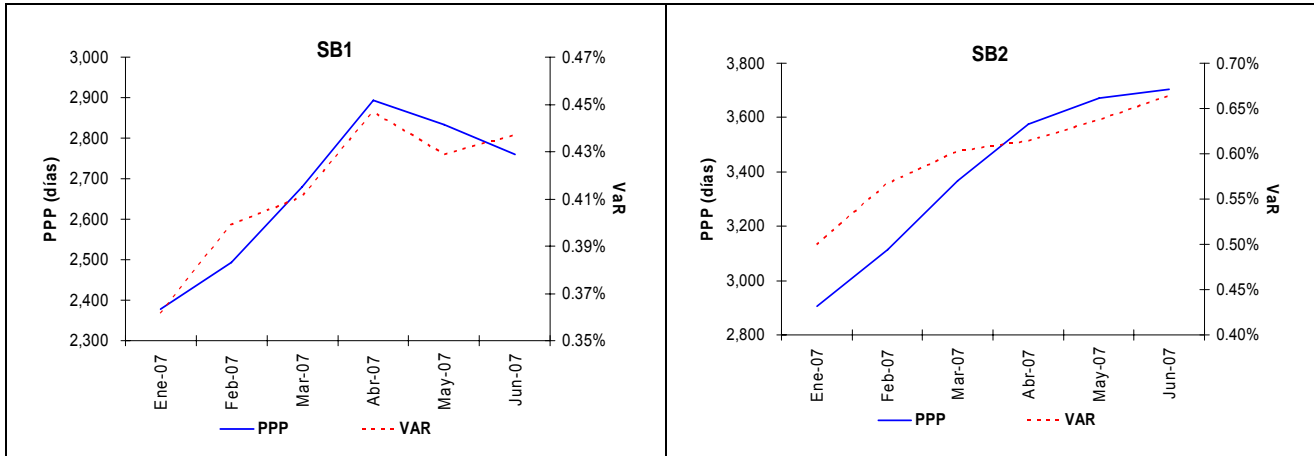 SB1
PPP (días)
3,000
2,900
2,800
2,700
2,600
2,500
2,400
2,300
0.47%
0.45%
0.43%
0.41%
0.39%
0.37%
0.35%
VaR
Ene-07
Feb-07
Mar-07
Abr-07
May-07
Jun-07
PPP
VAR
SB2
PPP (días)
3,800
3,600
3,400
3,200
3,000
2,800
0.70%
0.65%
0.60%
0.55%
0.50%
0.45%
0.40%
VaR
Ene-07
Feb-07
Mar-07
Abr-07
May-07
Jun-07
PPP
VAR